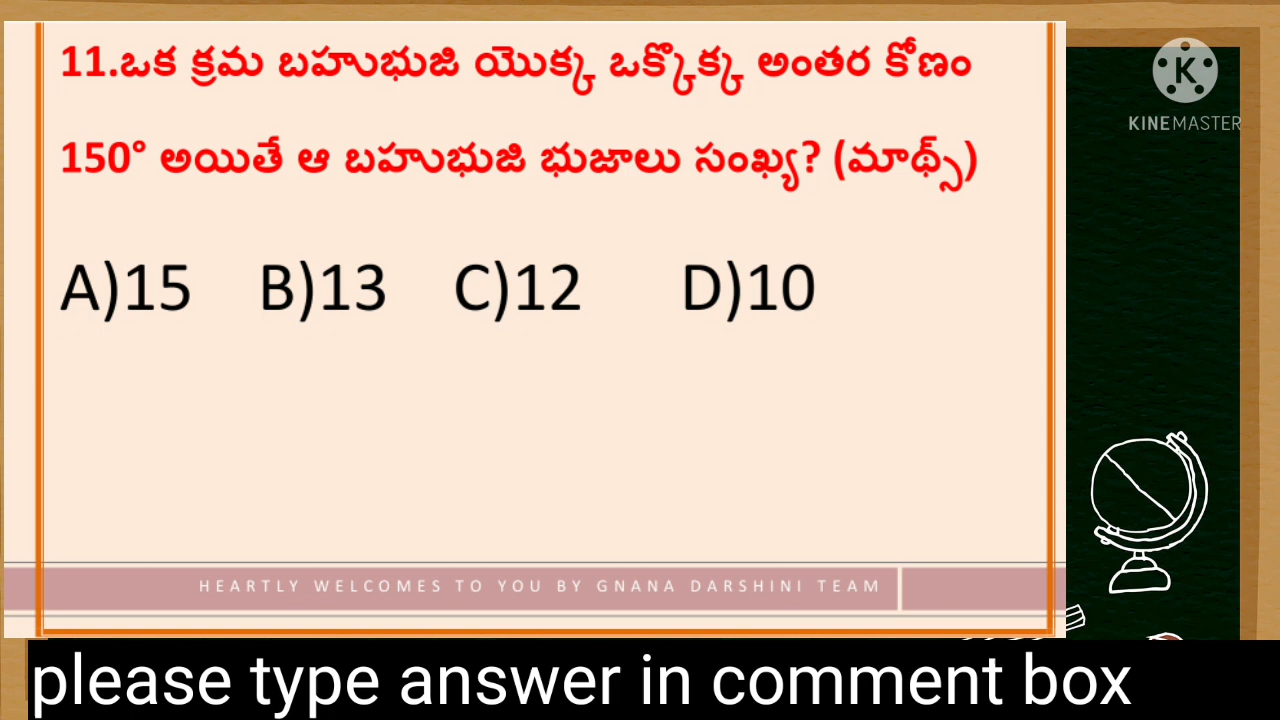 11.ఒక క్రమ బహుభుజి యొక్క ఒక్కొక్క అంతర కోణం
150° అయితే ఆ బహుభుజి భుజాలు సంఖ్య? (మాథ్స్)
A)15 B)13 C)12 D)10
K
KINEMASTER
HEARTLY WELCOMES TO YOU BY GNANA DARSHINI TEAM
please type answer in comment box